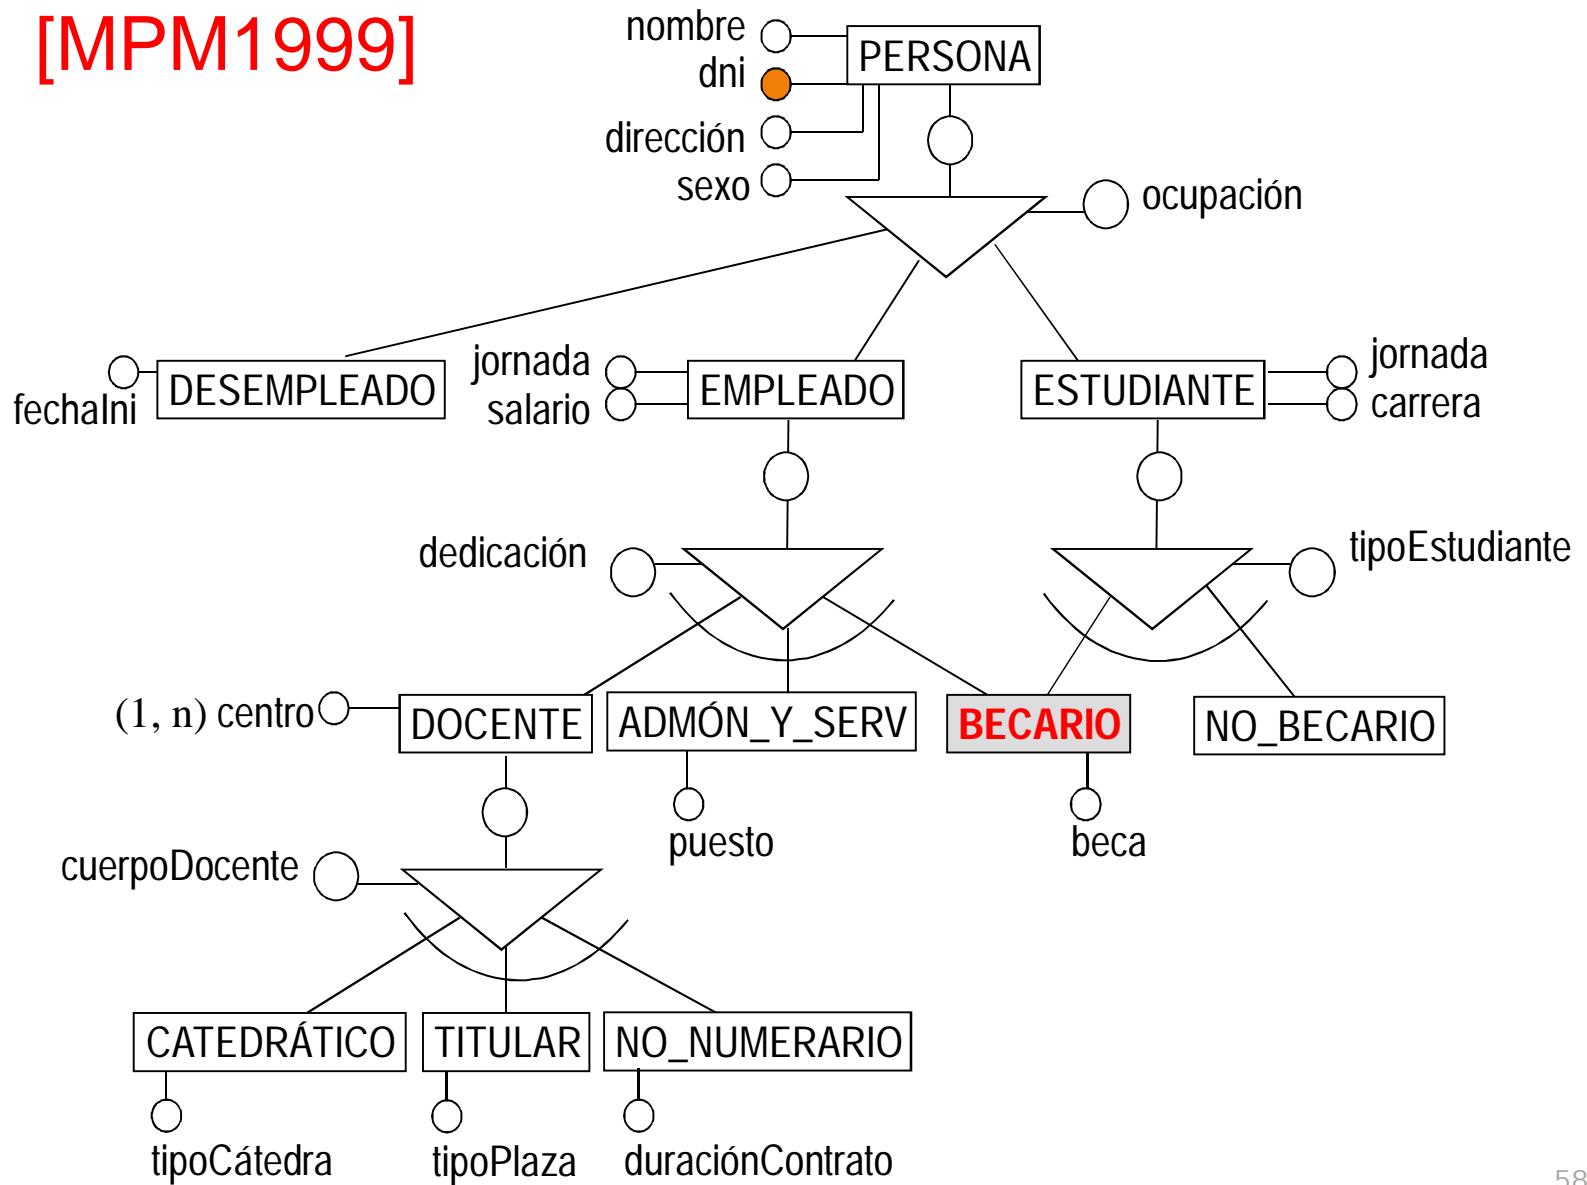 [MPM1999]
nombre
PERSONA
dni
dirección
sexo
ocupación
jornada
jornada
DESEMPLEADO
EMPLEADO
ESTUDIANTE
fechaIni
salario
carrera
dedicación
tipoEstudiante
(1, n) centro
DOCENTE
ADMÓN_Y_SERV
BECARIO
NO_BECARIO
puesto
beca
cuerpoDocente
CATEDRÁTICO
TITULAR
NO_NUMERARIO
tipoCátedra
tipoPlaza
duraciónContrato
58